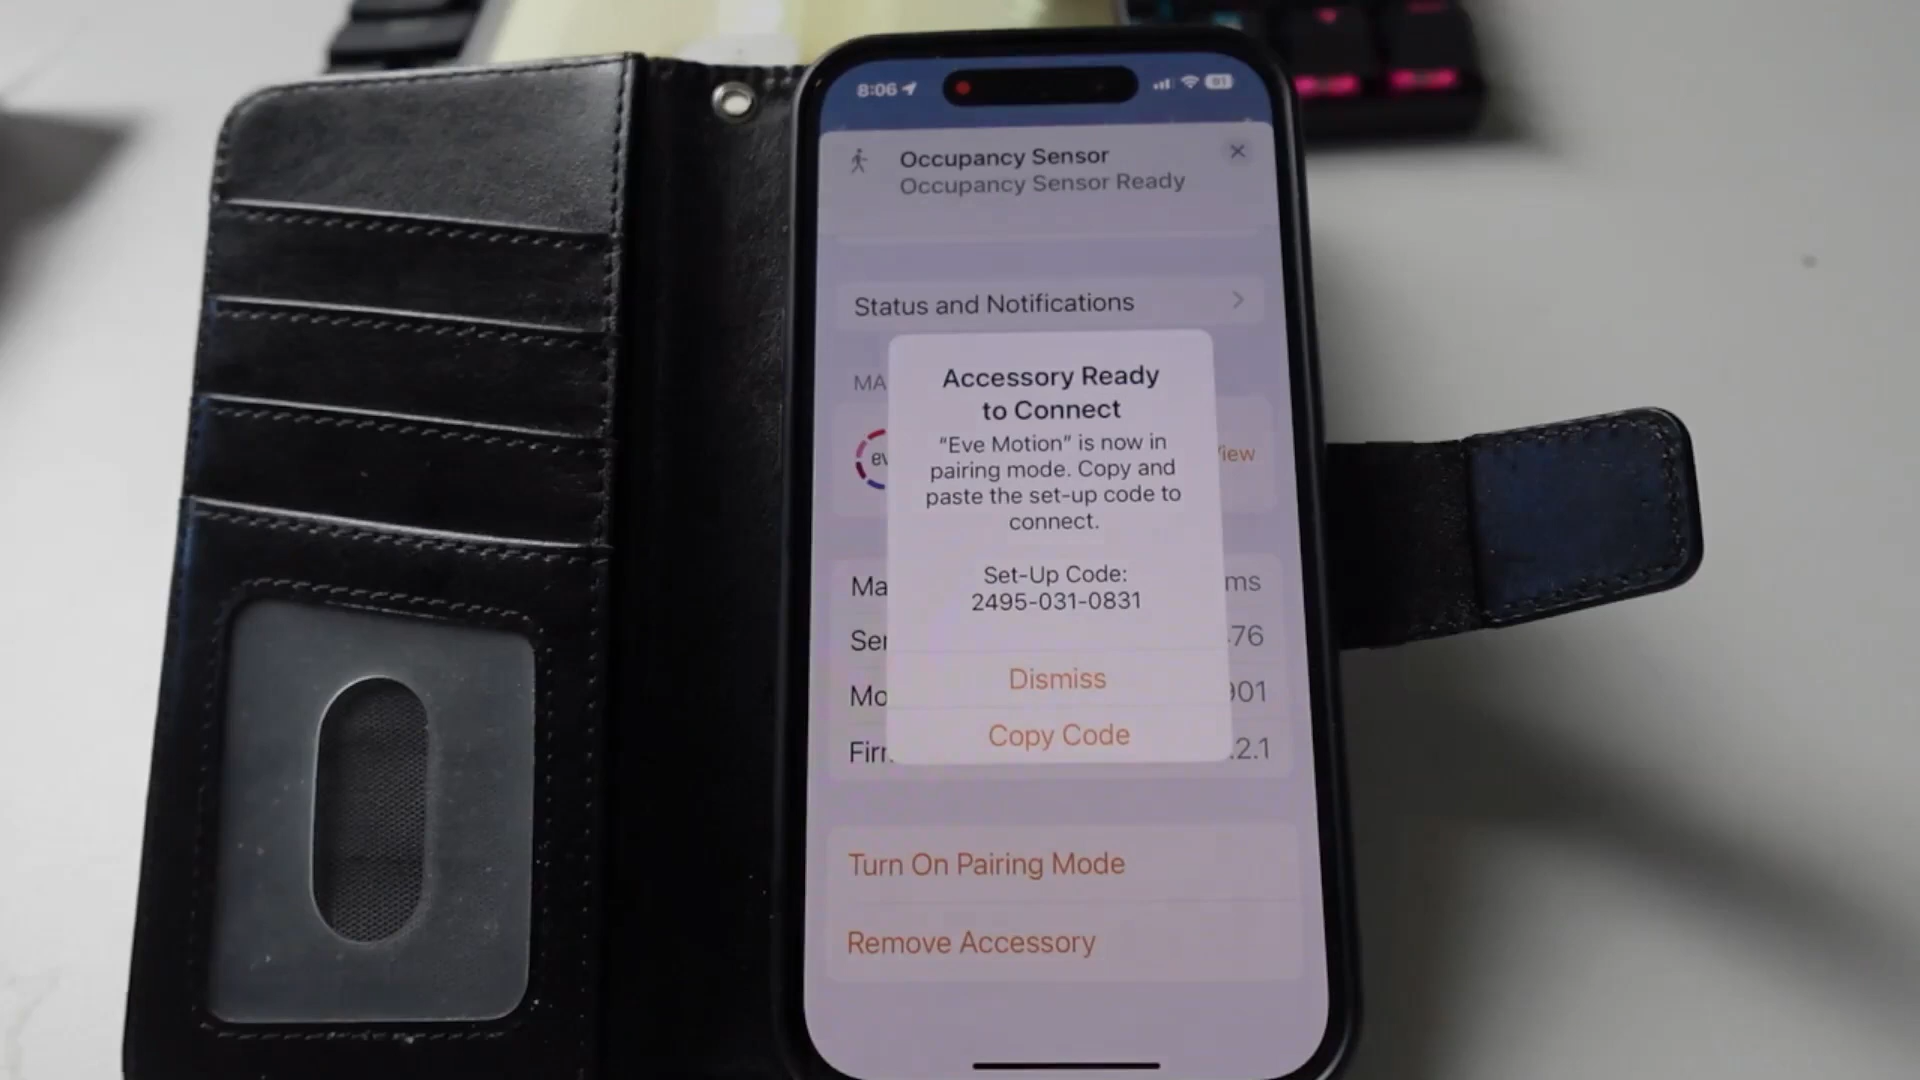 8:06
91
Occupancy Sensor
Occupancy Sensor Ready
Status and Notifications
MA
Accessory Ready
to Connect
“Eve Motion” is now in
pairing mode. Copy and
paste the set-up code to
connect.
Set-Up Code:
2495-031-0831
Dismiss
Copy Code
Turn On Pairing Mode
Remove Accessory